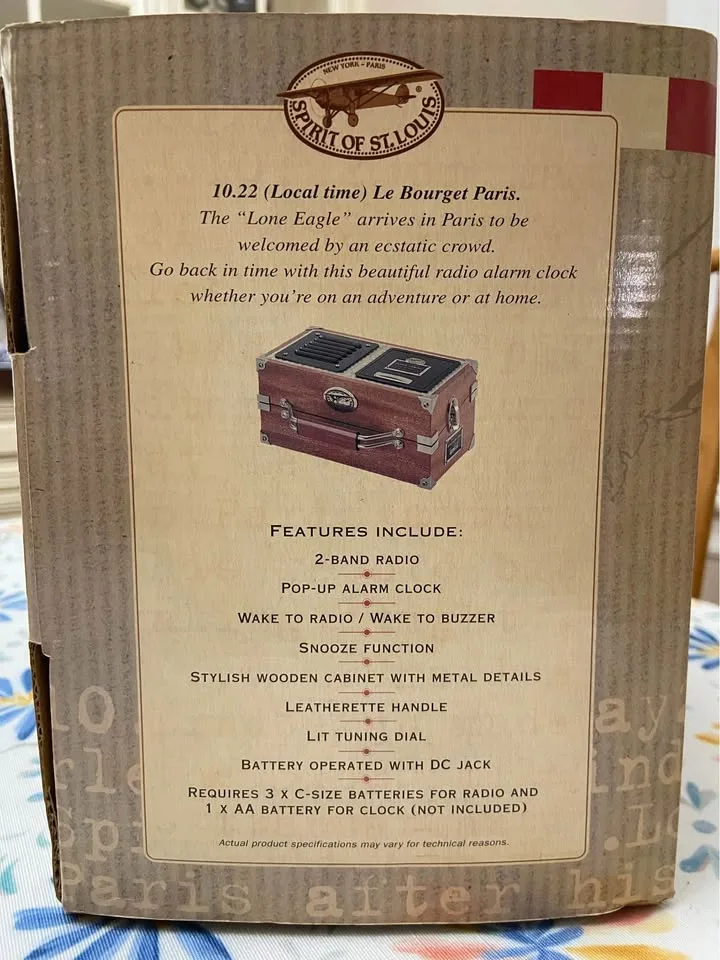 NEW YORK - PARIS
SPIRIT OF ST. LOUIS
®
10.22 (Local time) Le Bourget Paris.
The "Lone Eagle" arrives in Paris to be
welcomed by an ecstatic crowd.
Go back in time with this beautiful radio alarm clock
whether you're on an adventure or at home.
FEATURES INCLUDE:
2-BAND RADIO
POP-UP ALARM CLOCK
WAKE TO RADIO / WAKE TO BUZZER
SNOOZE FUNCTION
STYLISH WOODEN CABINET WITH METAL DETAILS
LEATHERETTE HANDLE
LIT TUNING DIAL
BATTERY OPERATED WITH DC JACK
REQUIRES 3 X C-SIZE BATTERIES FOR RADIO AND
1 X AA BATTERY FOR CLOCK (NOT INCLUDED)
Actual product specifications may vary for technical reasons.
Paris after his